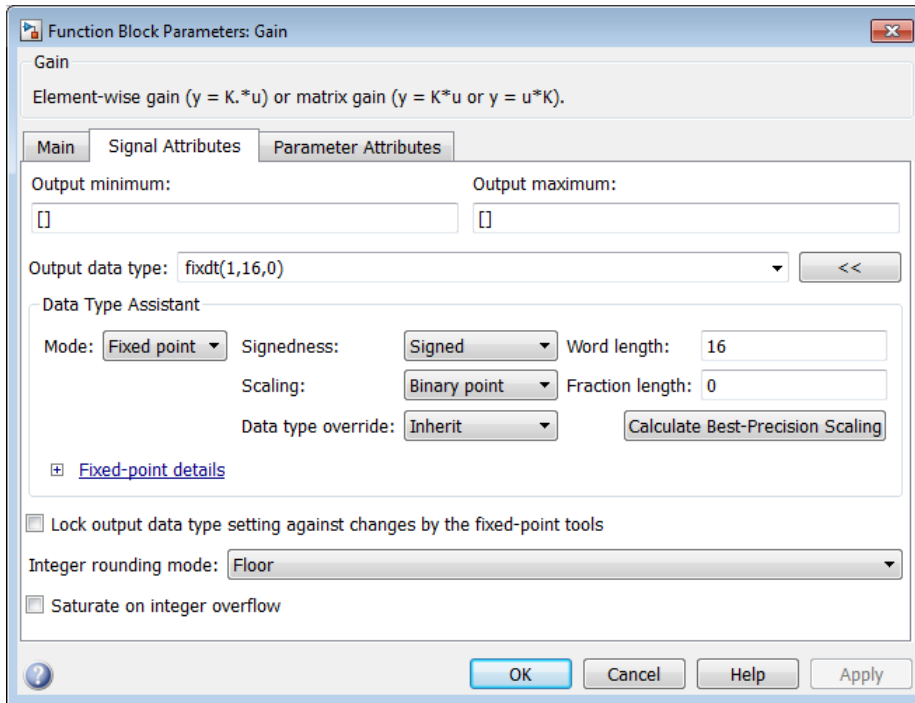 Function Block Parameters: Gain
Gain
Element-wise gain (y = K.*u) or matrix gain (y = K*u or y = u*K).
Main Signal Attributes Parameter Attributes
Output minimum: Output maximum:
[] []
Output data type: fixdt(1,16,0) <<
Data Type Assistant
Mode: Fixed point Signedness: Signed Word length: 16
Scaling: Binary point Fraction length: 0
Data type override: Inherit Calculate Best-Precision Scaling
Fixed-point details
Lock output data type setting against changes by the fixed-point tools
Integer rounding mode: Floor
Saturate on integer overflow
OK Cancel Help Apply